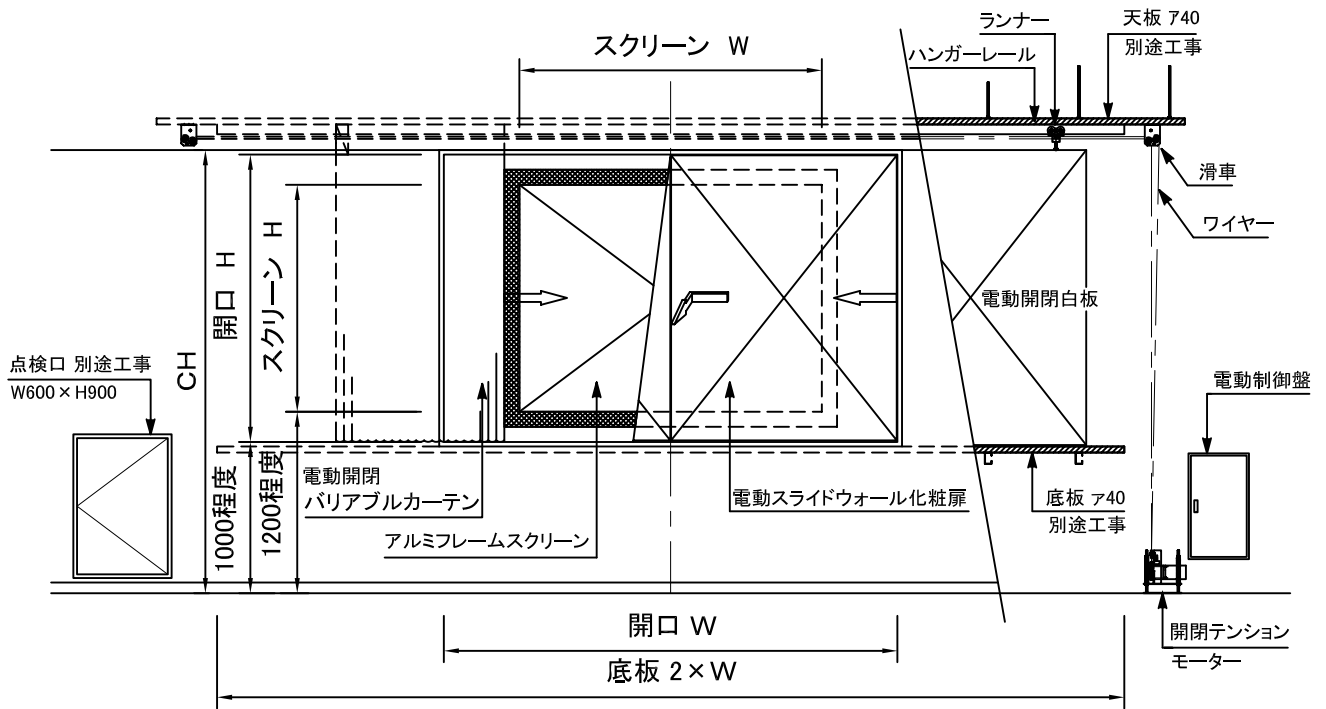 スクリーン W
ランナー
ハンガーレール
天板 ア40
別途工事
滑車
ワイヤー
CH
開口 H
スクリーン H
電動開閉白板
点検口 別途工事
W600×H900
電動制御盤
1000程度
1200程度
電動開閉
バリアブルカーテン
アルミフレームスクリーン
電動スライドウォール化粧扉
底板 ア40
別途工事
開口 W
底板 2×W
開閉テンション
モーター